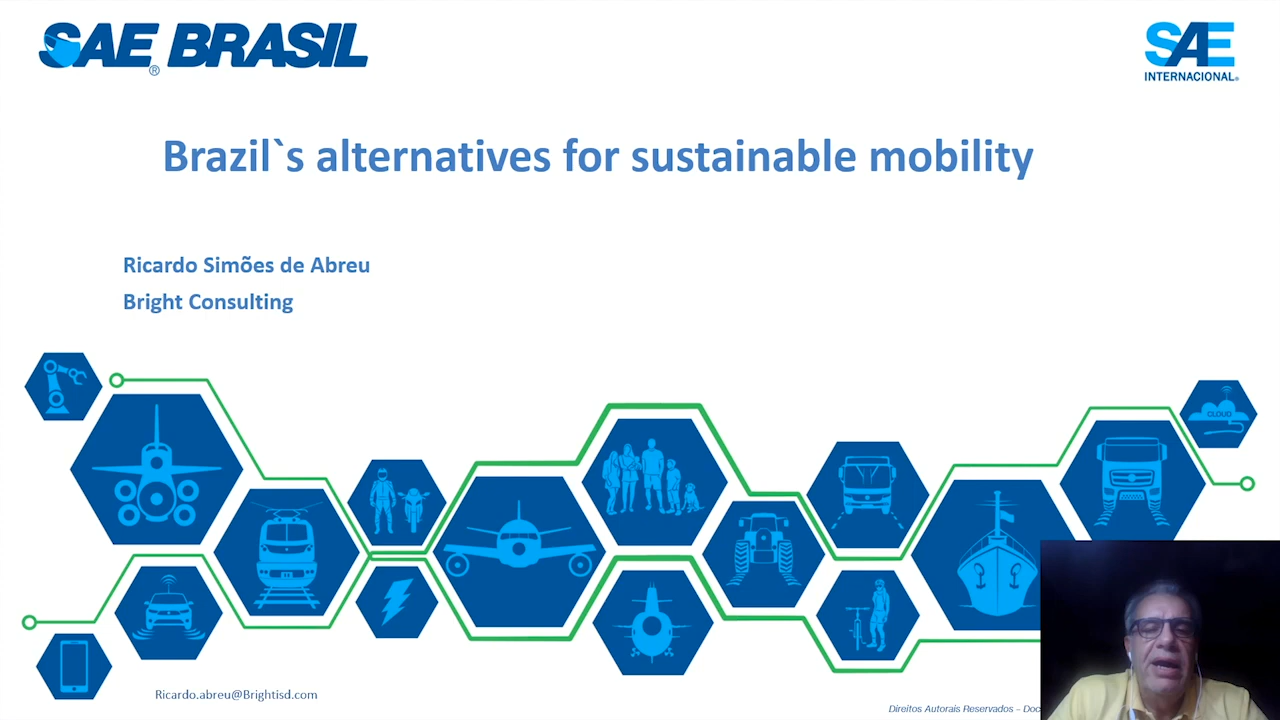 SAE BRASIL
®
SAE
INTERNACIONAL®
Brazil`s alternatives for sustainable mobility
Ricardo Simões de Abreu
Bright Consulting
CLOUD
Ricardo.abreu@Brightisd.com
Direitos Autorais Reservados – Doc